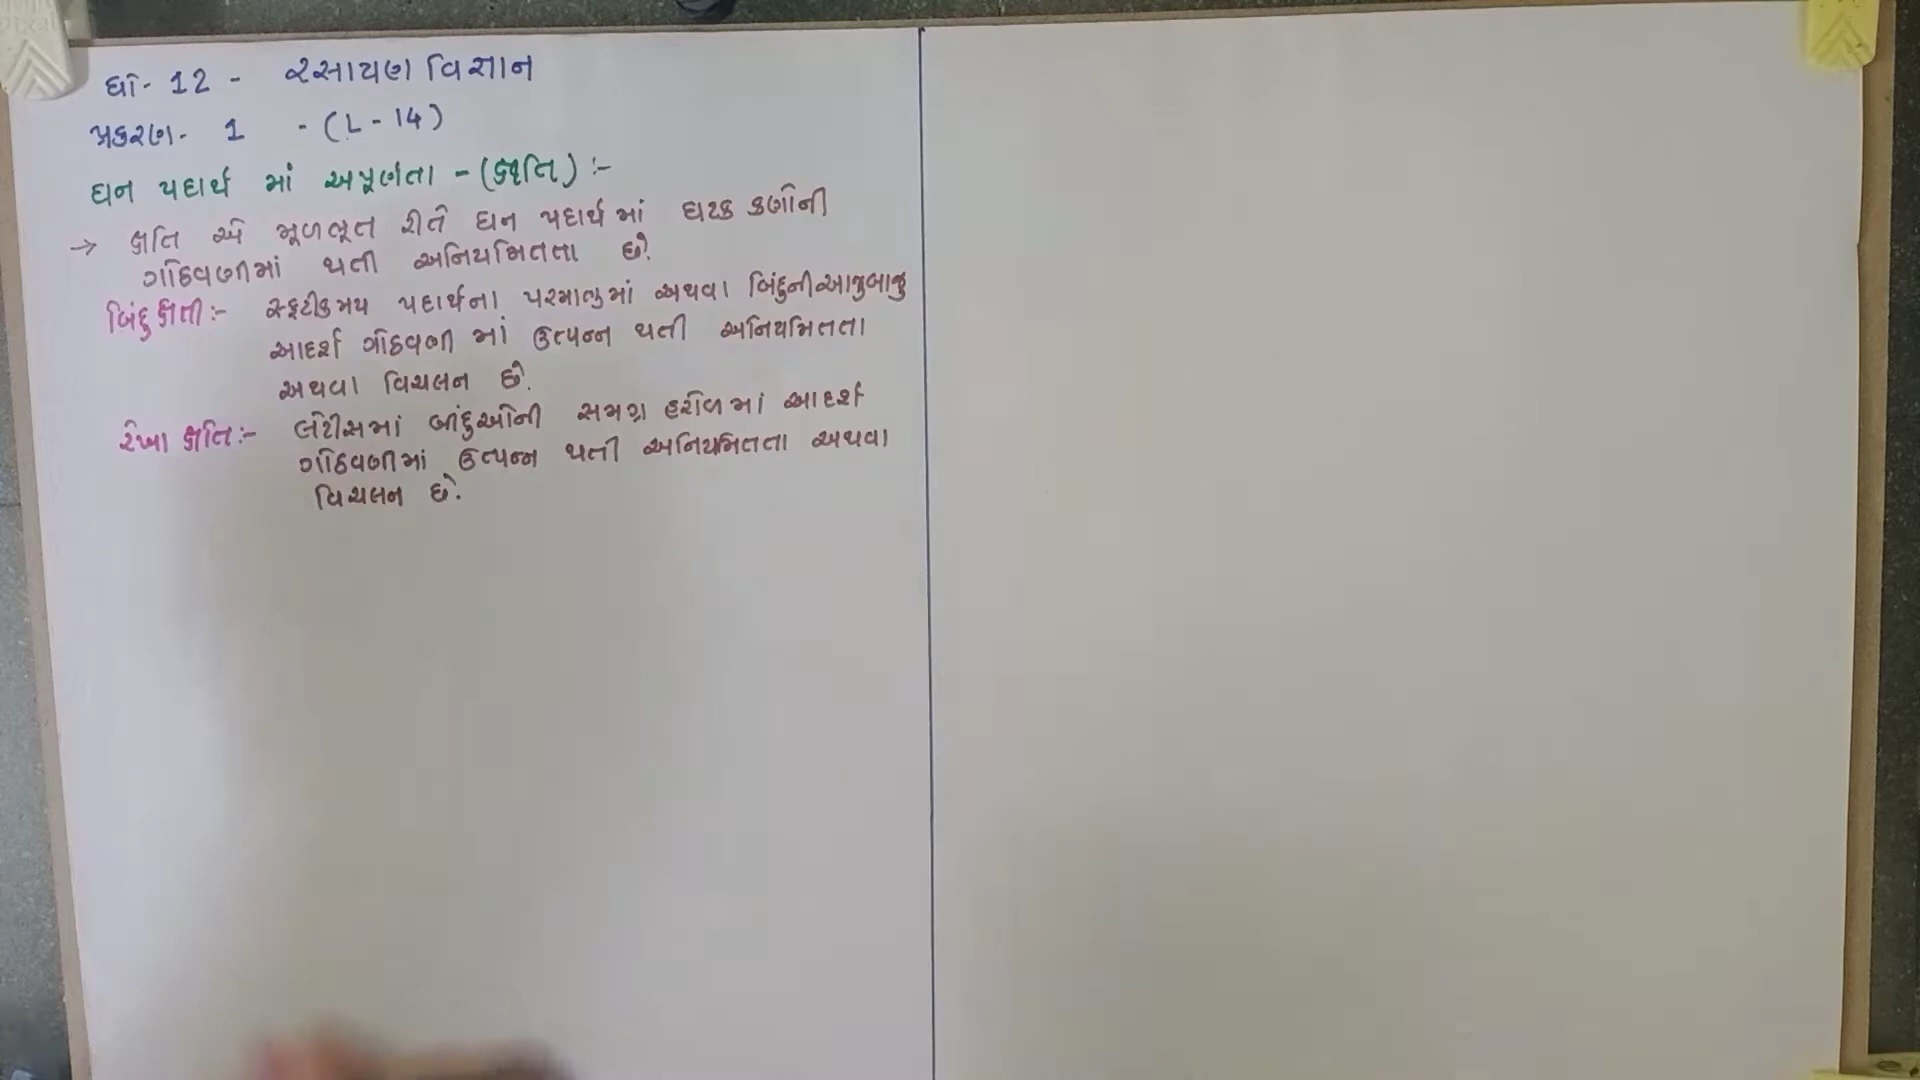 ધો- 12 - રસાયણ વિજ્ઞાન
પ્રકરણ- 1 - (L - 14)
ઘન પદાર્થ માં અપૂર્ણતા - (ક્ષતિ) :-
→ ક્ષતિ એ મૂળભૂત રીતે ઘન પદાર્થ માં ઘટક કણોની
ગોઠવણીમાં થતી અનિયમિતતા છે.
બિંદુ ક્ષતી :- સ્ફટીકમય પદાર્થના પરમાણુમાં અથવા બિંદુની આજુબાજુ
આદર્શ ગોઠવણી માં ઉત્પન્ન થતી અનિયમિતતા
અથવા વિચલન છે.
રેખા ક્ષતિ :- લેટીસમાં બીંદુઓની સમગ્ર હરોળ માં આદર્શ
ગોઠવણીમાં ઉત્પન્ન થતી અનિયમિતતા અથવા
વિચલન છે.